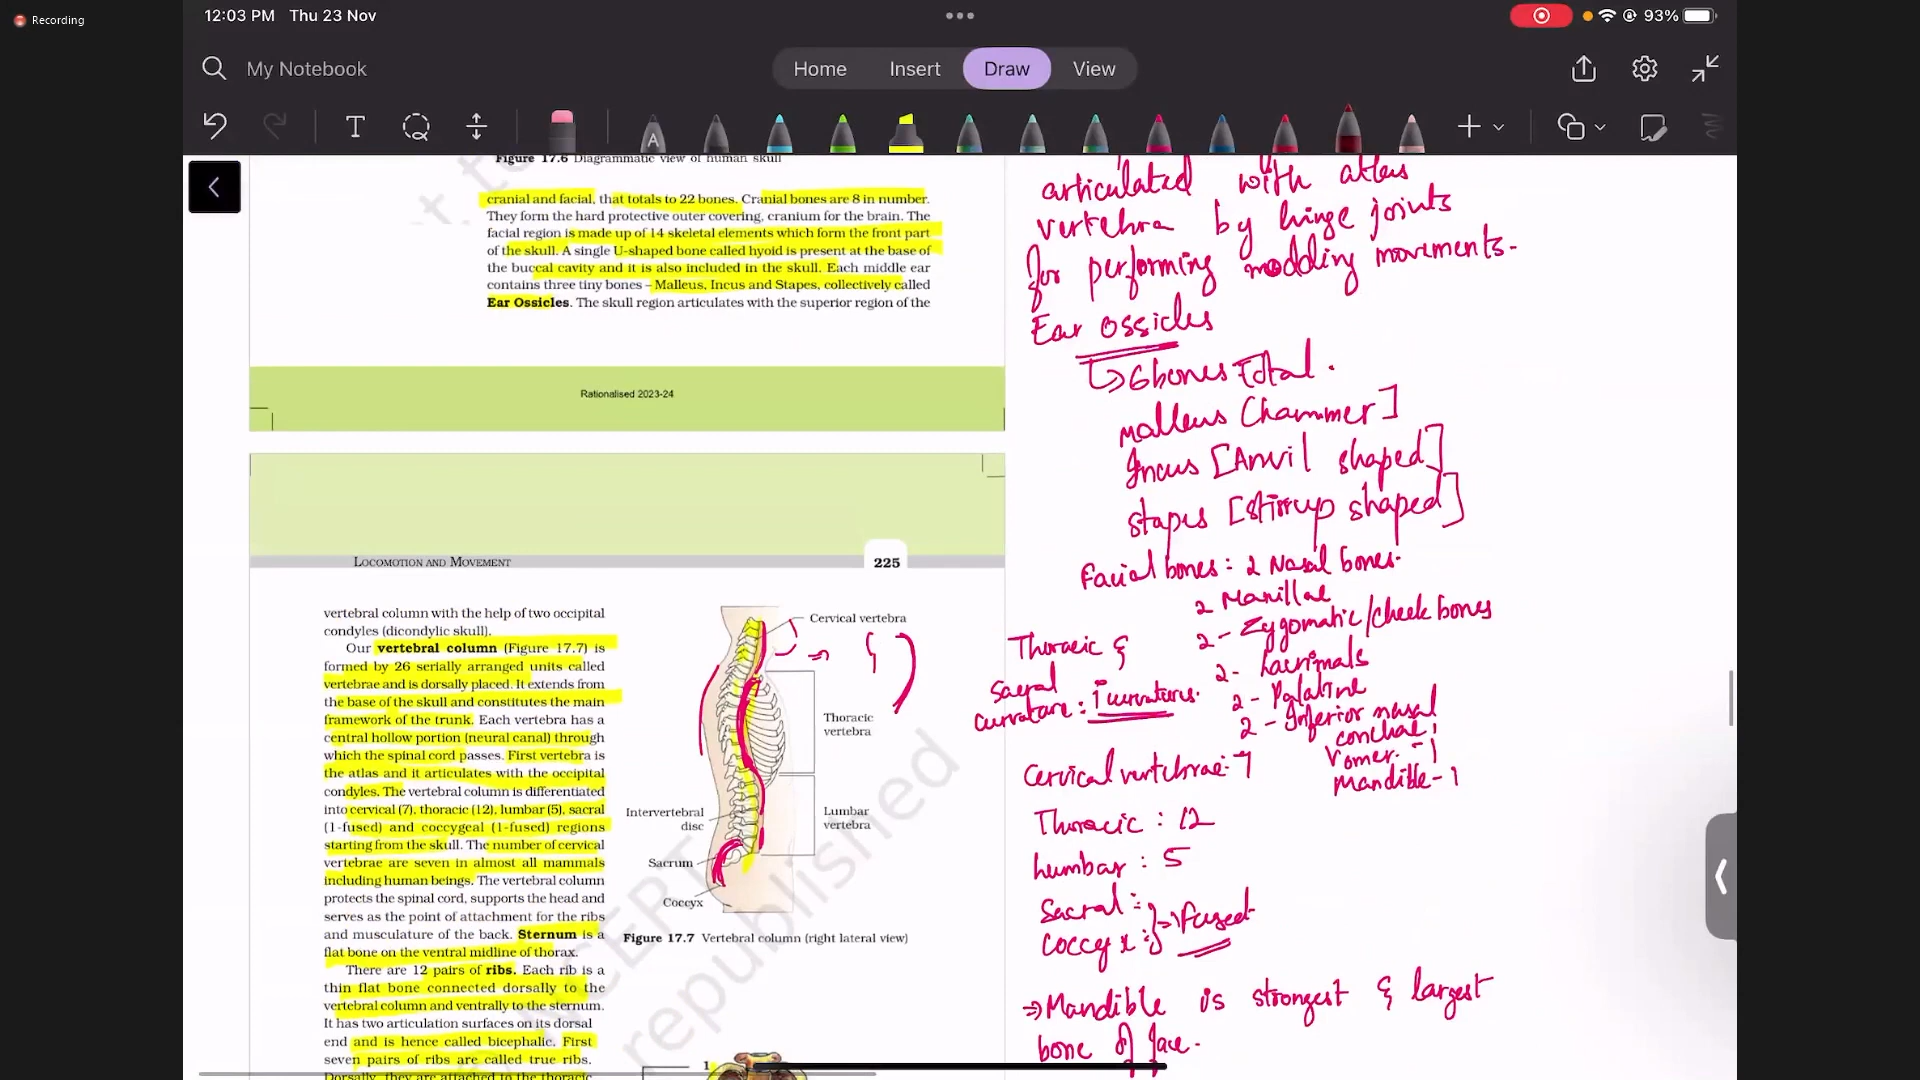 Recording
12:03 PM Thu 23 Nov
93%
My Notebook
Home
Insert
Draw
View
T
A
Figure 17.6 Diagrammatic view of human skull
cranial and facial, that totals to 22 bones. Cranial bones are 8 in number.
They form the hard protective outer covering, cranium for the brain. The
facial region is made up of 14 skeletal elements which form the front part
of the skull. A single U-shaped bone called hyoid is present at the base of
the buccal cavity and it is also included in the skull. Each middle ear
contains three tiny bones – Malleus, Incus and Stapes, collectively called
Ear Ossicles. The skull region articulates with the superior region of the
Rationalised 2023-24
LOCOMOTION AND MOVEMENT
225
vertebral column with the help of two occipital
condyles (dicondylic skull).
Our vertebral column (Figure 17.7) is
formed by 26 serially arranged units called
vertebrae and is dorsally placed. It extends from
the base of the skull and constitutes the main
framework of the trunk. Each vertebra has a
central hollow portion (neural canal) through
which the spinal cord passes. First vertebra is
the atlas and it articulates with the occipital
condyles. The vertebral column is differentiated
into cervical (7), thoracic (12), lumbar (5), sacral
(1-fused) and coccygeal (1-fused) regions
starting from the skull. The number of cervical
vertebrae are seven in almost all mammals
including human beings. The vertebral column
protects the spinal cord, supports the head and
serves as the point of attachment for the ribs
and musculature of the back. Sternum is a
flat bone on the ventral midline of thorax.
There are 12 pairs of ribs. Each rib is a
thin flat bone connected dorsally to the
vertebral column and ventrally to the sternum.
It has two articulation surfaces on its dorsal
end and is hence called bicephalic. First
seven pairs of ribs are called true ribs.
Dorsally, they are attached to the thoracic
Cervical vertebra
Thoracic
vertebra
Intervertebral
disc
Lumbar
vertebra
Sacrum
Coccyx
Figure 17.7 Vertebral column (right lateral view)
1
NCERT
republished
articulated with atlas
vertebra by hinge joints
for performing nodding movements.
Ear Ossicles
↳ 6 bones Total.
Malleus [hammer]
Incus [Anvil shaped]
stapes [stirrup shaped]
Facial bones: 2 Nasal bones.
2 Maxillae
2 - Zygomatic/cheek bones
2 - Lacrimals
2 - Palatine
2 - Inferior nasal
conchae
Vomer - 1
Mandible - 1
Thoracic &
Sacral
curvature: 1° curvatures.
Cervical vertebrae: 7
Thoracic : 12
Lumbar : 5
Sacral :
Coccyx : } ⇒ Fused
⇒ Mandible is strongest & largest
bone of face.